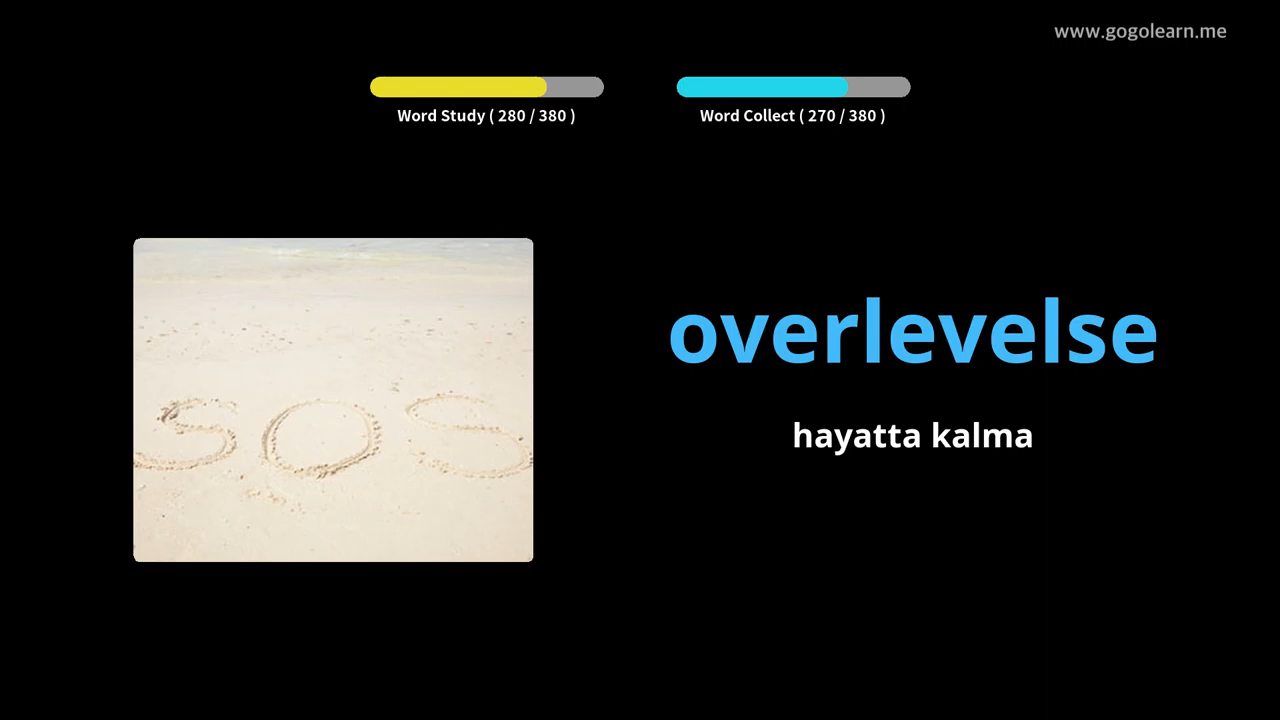 www.gogolearn.me
Word Study ( 280 / 380 )
Word Collect ( 270 / 380 )
SOS
overlevelse
hayatta kalma